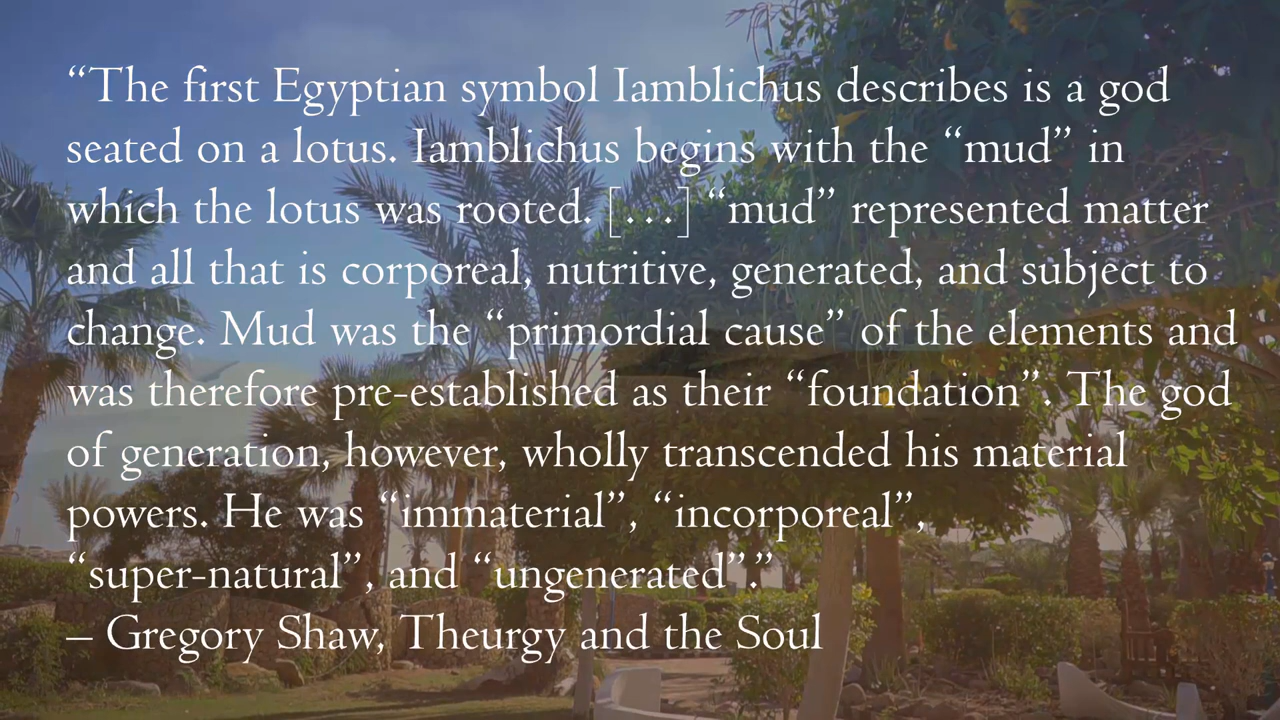 “The first Egyptian symbol Iamblichus describes is a god
seated on a lotus. Iamblichus begins with the “mud” in
which the lotus was rooted. […] “mud” represented matter
and all that is corporeal, nutritive, generated, and subject to
change. Mud was the “primordial cause” of the elements and
was therefore pre-established as their “foundation”. The god
of generation, however, wholly transcended his material
powers. He was “immaterial”, “incorporeal”,
“super-natural”, and “ungenerated”.”
– Gregory Shaw, Theurgy and the Soul